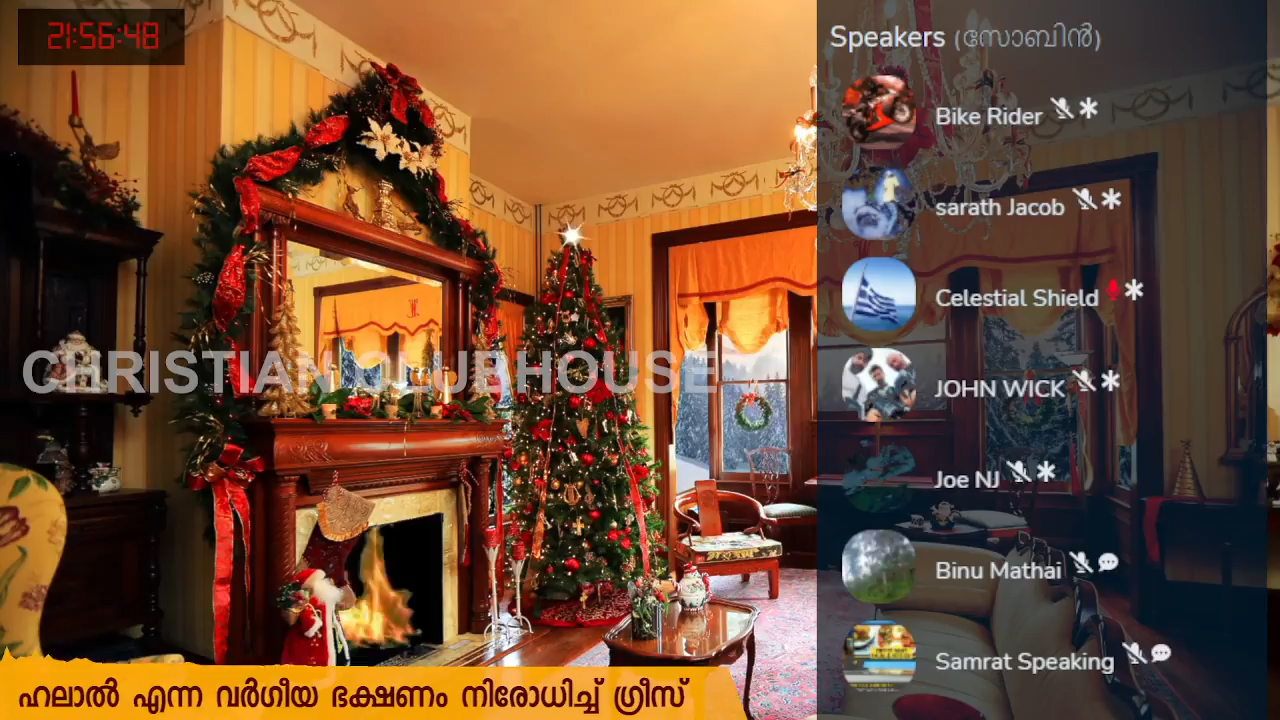 21:56:48
Speakers (സോബിൻ)
Bike Rider
sarath Jacob
Celestial Shield
CHRISTIAN CLUBHOUSE
JOHN WICK
Joe NJ
Binu Mathai
Samrat Speaking
ഹലാൽ എന്ന വർഗീയ ഭക്ഷണം നിരോധിച്ച് ഗ്രീസ്